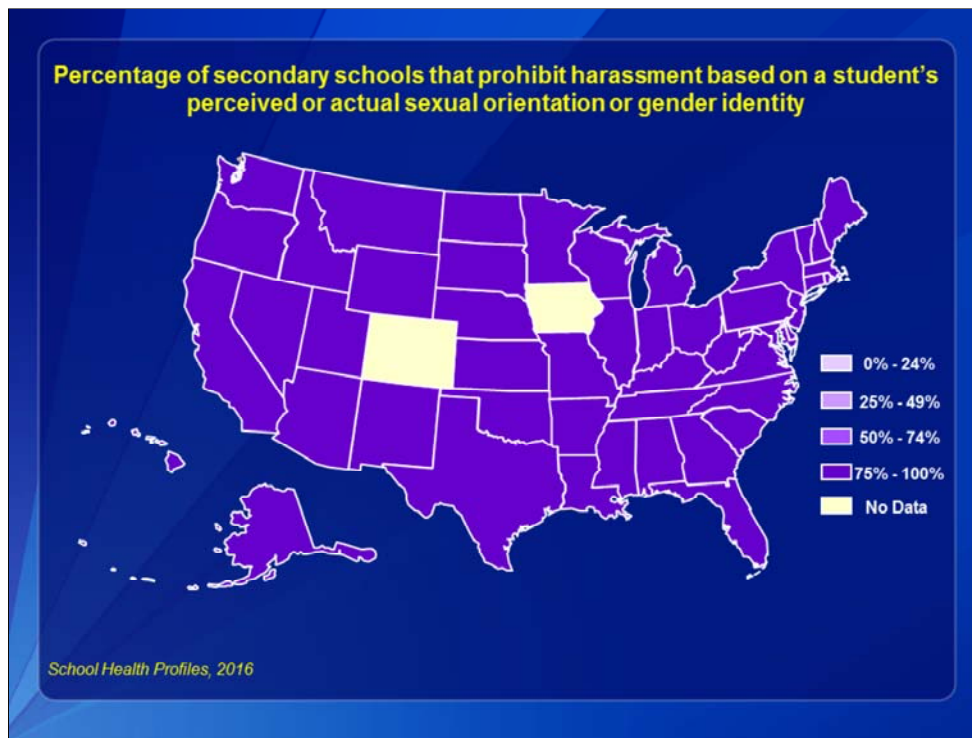 Percentage of secondary schools that prohibit harassment based on a student's
perceived or actual sexual orientation or gender identity
0% - 24%
25% - 49%
50% - 74%
75% - 100%
No Data
School Health Profiles, 2016